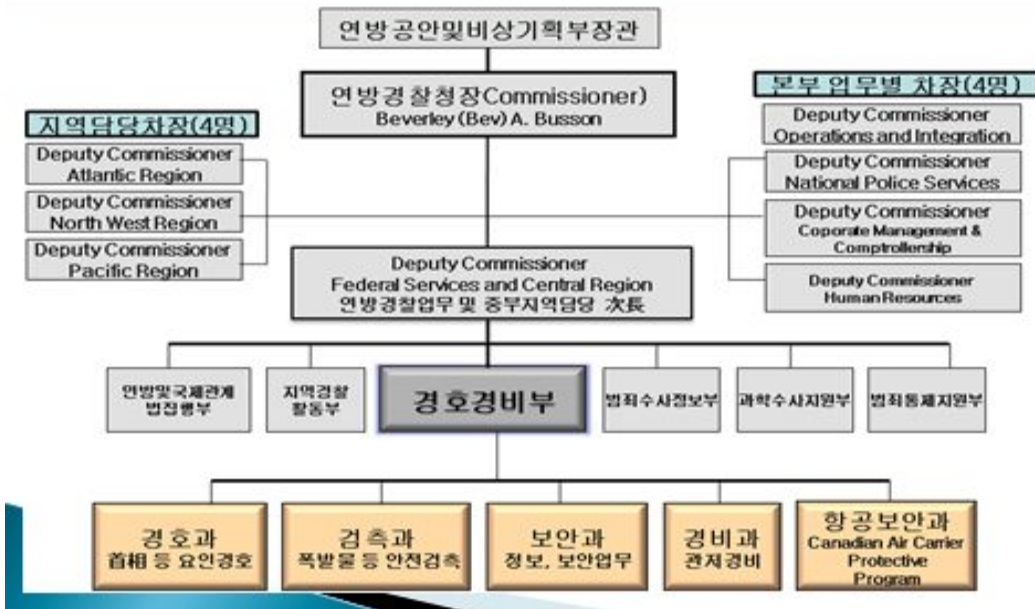 연방공안및비상기획부장관
연방경찰청장Commissioner)
Beverley (Bev) A. Busson
지역담당차장(4명)
Deputy Commissioner
Atlantic Region
Deputy Commissioner
North West Region
Deputy Commissioner
Pacific Region
본부 업무별 차장(4명)
Deputy Commissioner
Operations and Integration
Deputy Commissioner
National Police Services
Deputy Commissioner
Coporate Management &
Comptrollership
Deputy Commissioner
Human Resources
Deputy Commissioner
Federal Services and Central Region
연방경찰업무 및 중부지역담당 次長
연방및국제관계
법집행부
지역경찰
활동부
경호경비부
범죄수사정보부
과학수사지원부
범죄통제지원부
경호과
首相 등 요인경호
검측과
폭발물 등 안전검측
보안과
정보, 보안업무
경비과
관저경비
항공보안과
Canadian Air Carrier
Protective
Program